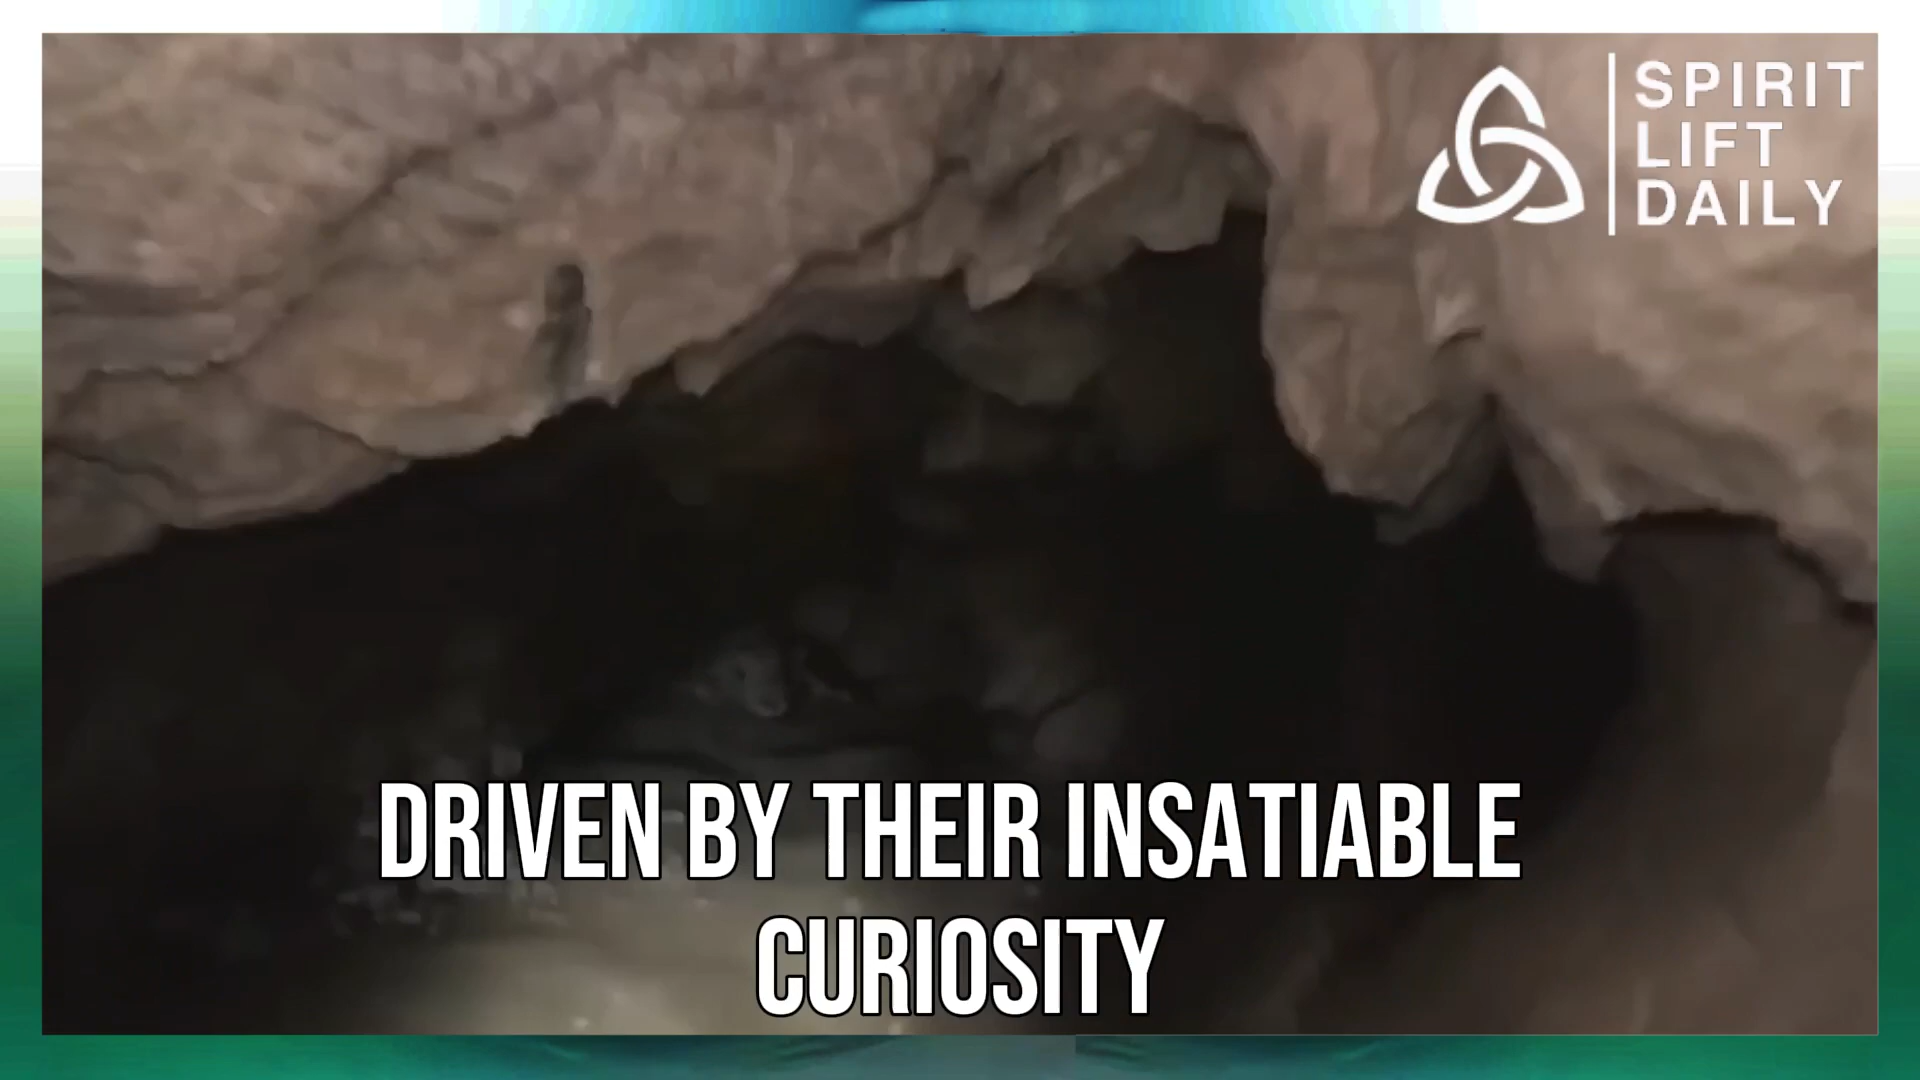 SPIRIT
LIFT
DAILY
DRIVEN BY THEIR INSATIABLE
CURIOSITY